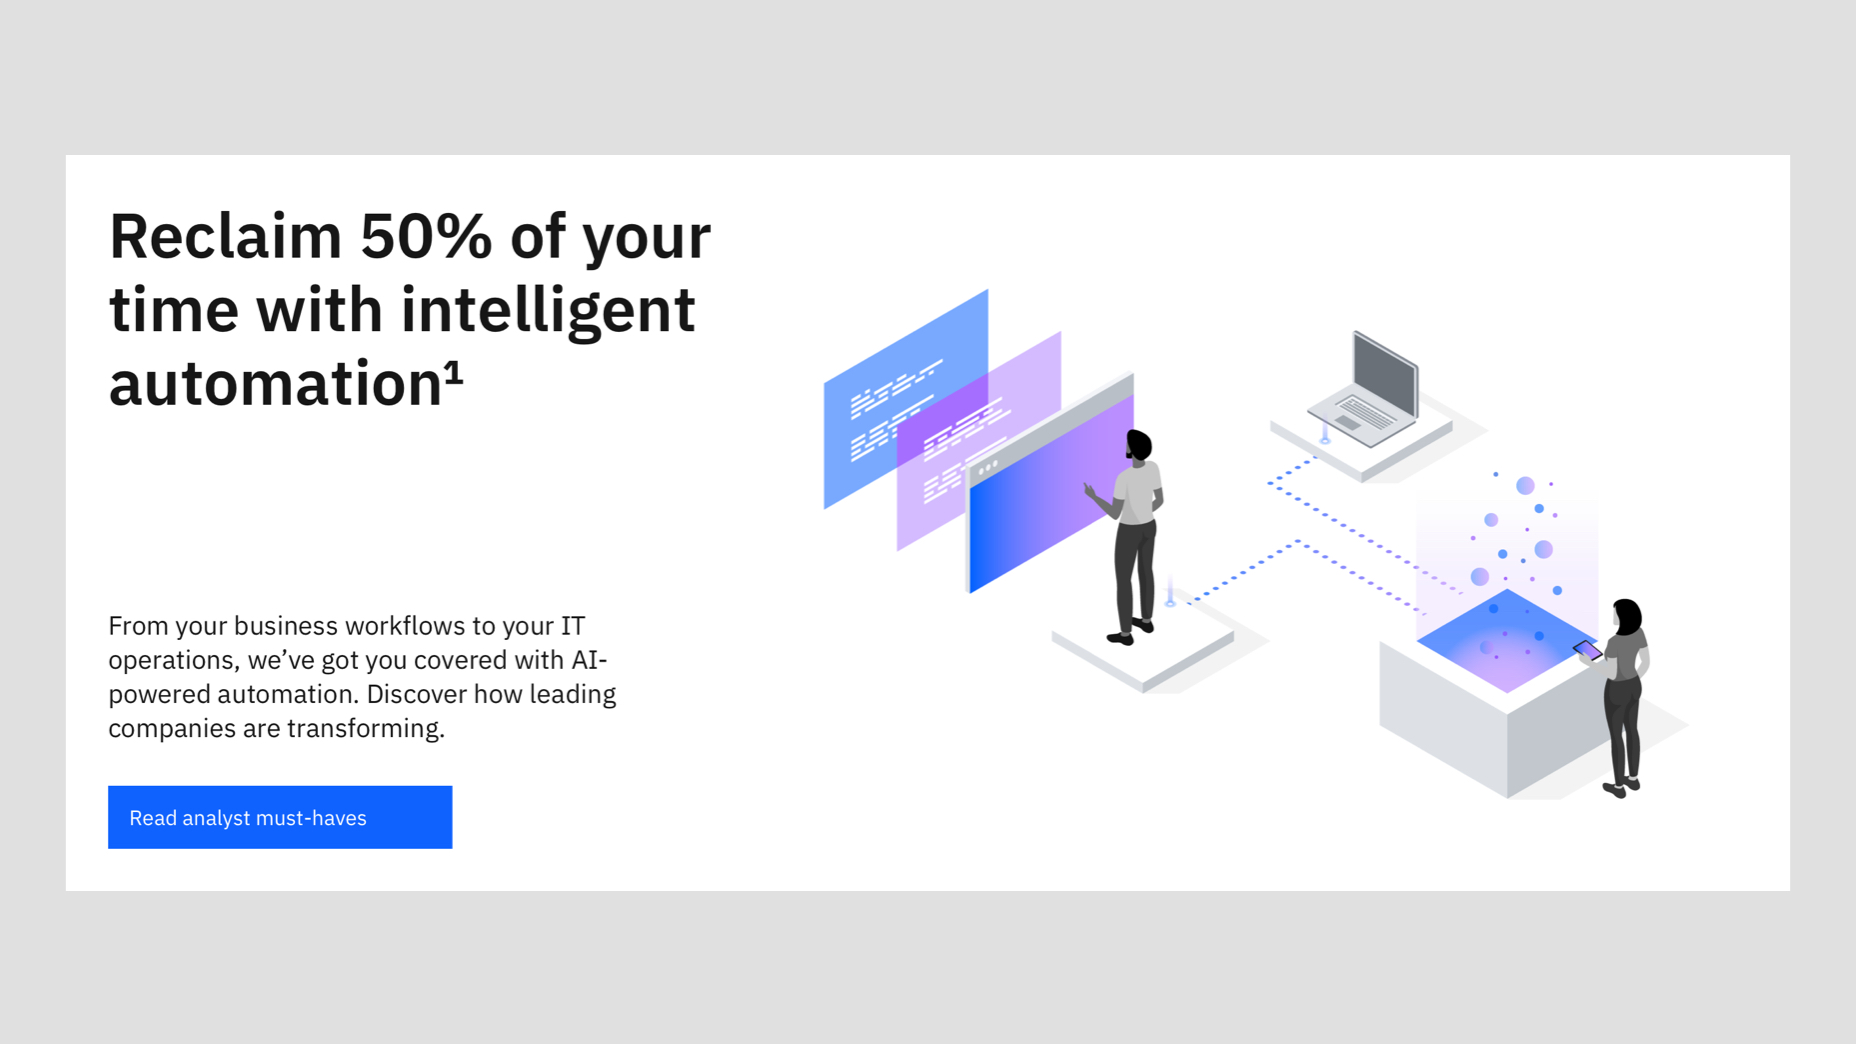 Reclaim 50% of your
time with intelligent
automation¹
From your business workflows to your IT
operations, we’ve got you covered with AI-
powered automation. Discover how leading
companies are transforming.
Read analyst must-haves